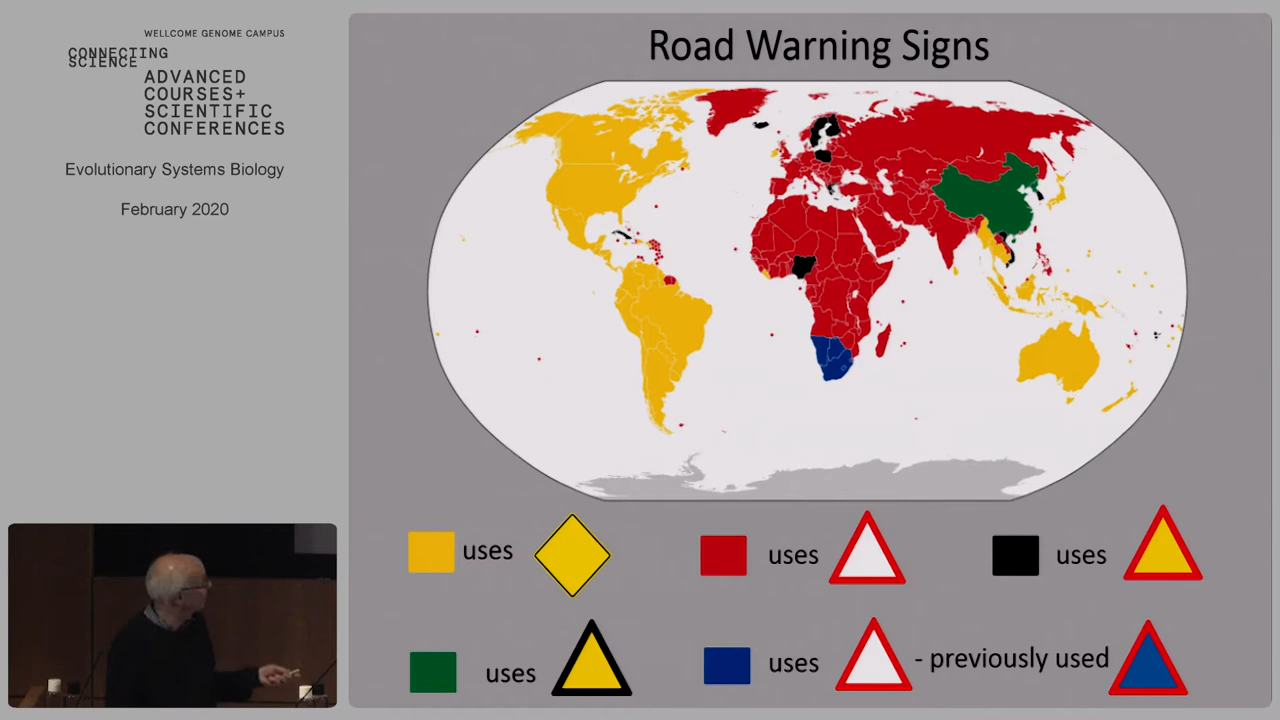 WELLCOME GENOME CAMPUS
CONNECTING
SCIENCE
ADVANCED
COURSES+
SCIENTIFIC
CONFERENCES
Evolutionary Systems Biology
February 2020
Road Warning Signs
uses
uses
uses
uses
uses - previously used